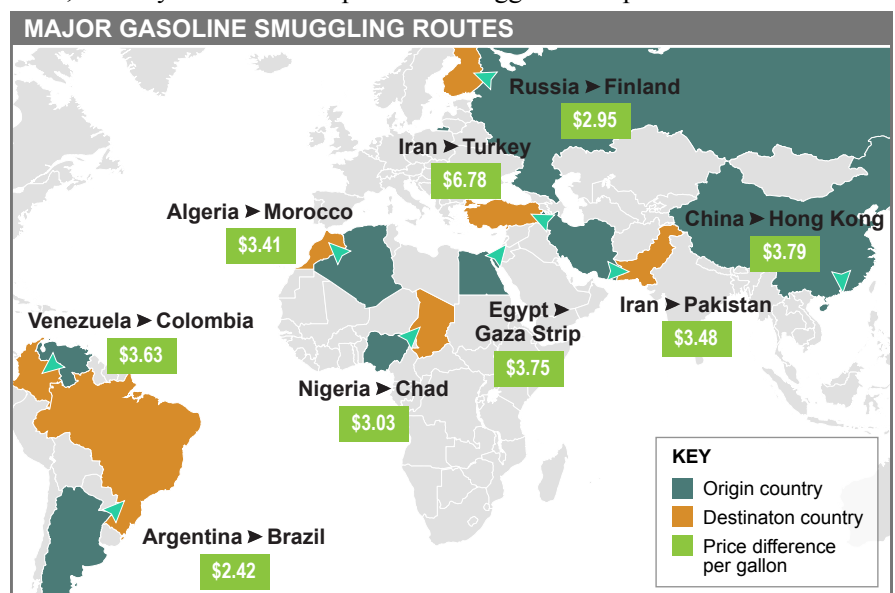 MAJOR GASOLINE SMUGGLING ROUTES
Russia ➤ Finland
$2.95
Iran ➤ Turkey
$6.78
Algeria ➤ Morocco
$3.41
China ➤ Hong Kong
$3.79
Iran ➤ Pakistan
$3.48
Egypt ➤
Gaza Strip
$3.75
Venezuela ➤ Colombia
$3.63
Nigeria ➤ Chad
$3.03
Argentina ➤ Brazil
$2.42
KEY
Origin country
Destinaton country
Price difference
per gallon